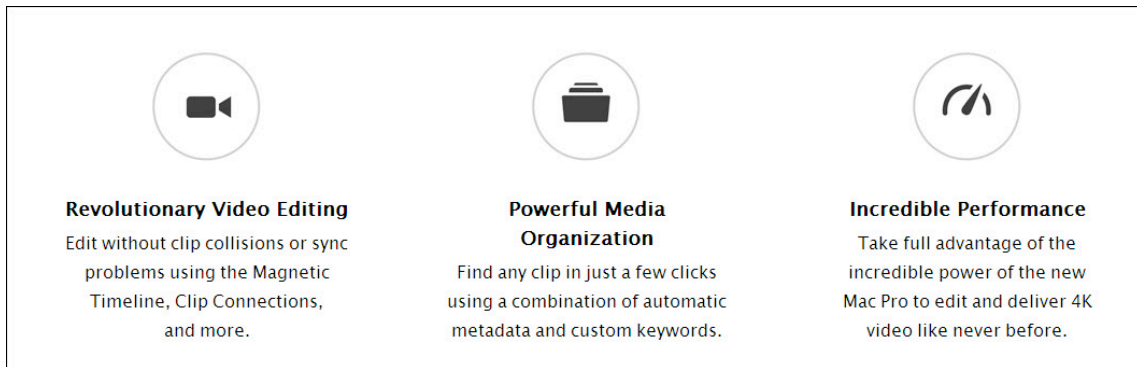 Revolutionary Video Editing
Edit without clip collisions or sync
problems using the Magnetic
Timeline, Clip Connections,
and more.
Powerful Media
Organization
Find any clip in just a few clicks
using a combination of automatic
metadata and custom keywords.
Incredible Performance
Take full advantage of the
incredible power of the new
Mac Pro to edit and deliver 4K
video like never before.